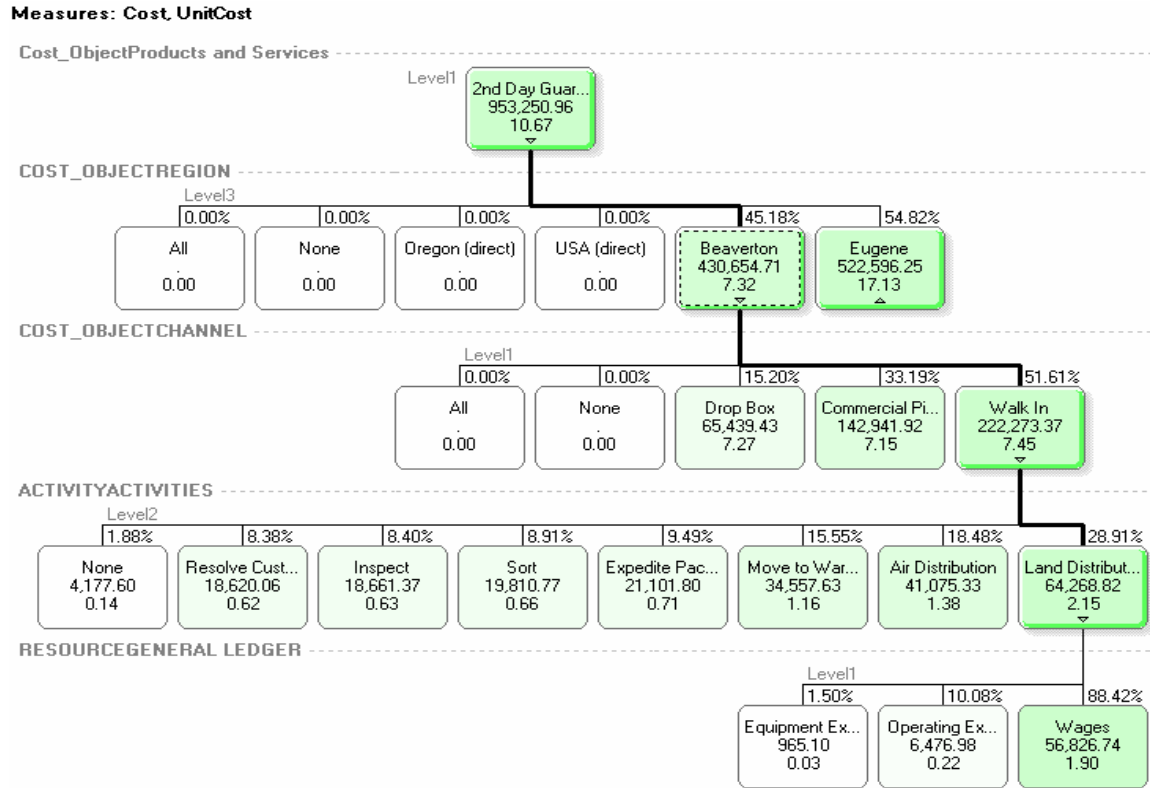 Measures: Cost, UnitCost
Cost_ObjectProducts and Services
Level1
2nd Day Guar...
953,250.96
10.67
COST_OBJECTREGION
Level3
0.00% 0.00% 0.00% 0.00% 45.18% 54.82%
All None Oregon (direct) USA (direct) Beaverton Eugene
. . . . 430,654.71 522,596.25
0.00 0.00 0.00 0.00 7.32 17.13
COST_OBJECTCHANNEL
Level1
0.00% 0.00% 15.20% 33.19% 51.61%
All None Drop Box Commercial Pi... Walk In
. . 65,439.43 142,941.92 222,273.37
0.00 0.00 7.27 7.15 7.45
ACTIVITYACTIVITIES
Level2
1.88% 8.38% 8.40% 8.91% 9.49% 15.55% 18.48% 28.91%
None Resolve Cust... Inspect Sort Expedite Pac... Move to War... Air Distribution Land Distribut...
4,177.60 18,620.06 18,661.37 19,810.77 21,101.80 34,557.63 41,075.33 64,268.82
0.14 0.62 0.63 0.66 0.71 1.16 1.38 2.15
RESOURCEGENERAL LEDGER
Level1
1.50% 10.08% 88.42%
Equipment Ex... Operating Ex... Wages
965.10 6,476.98 56,826.74
0.03 0.22 1.90